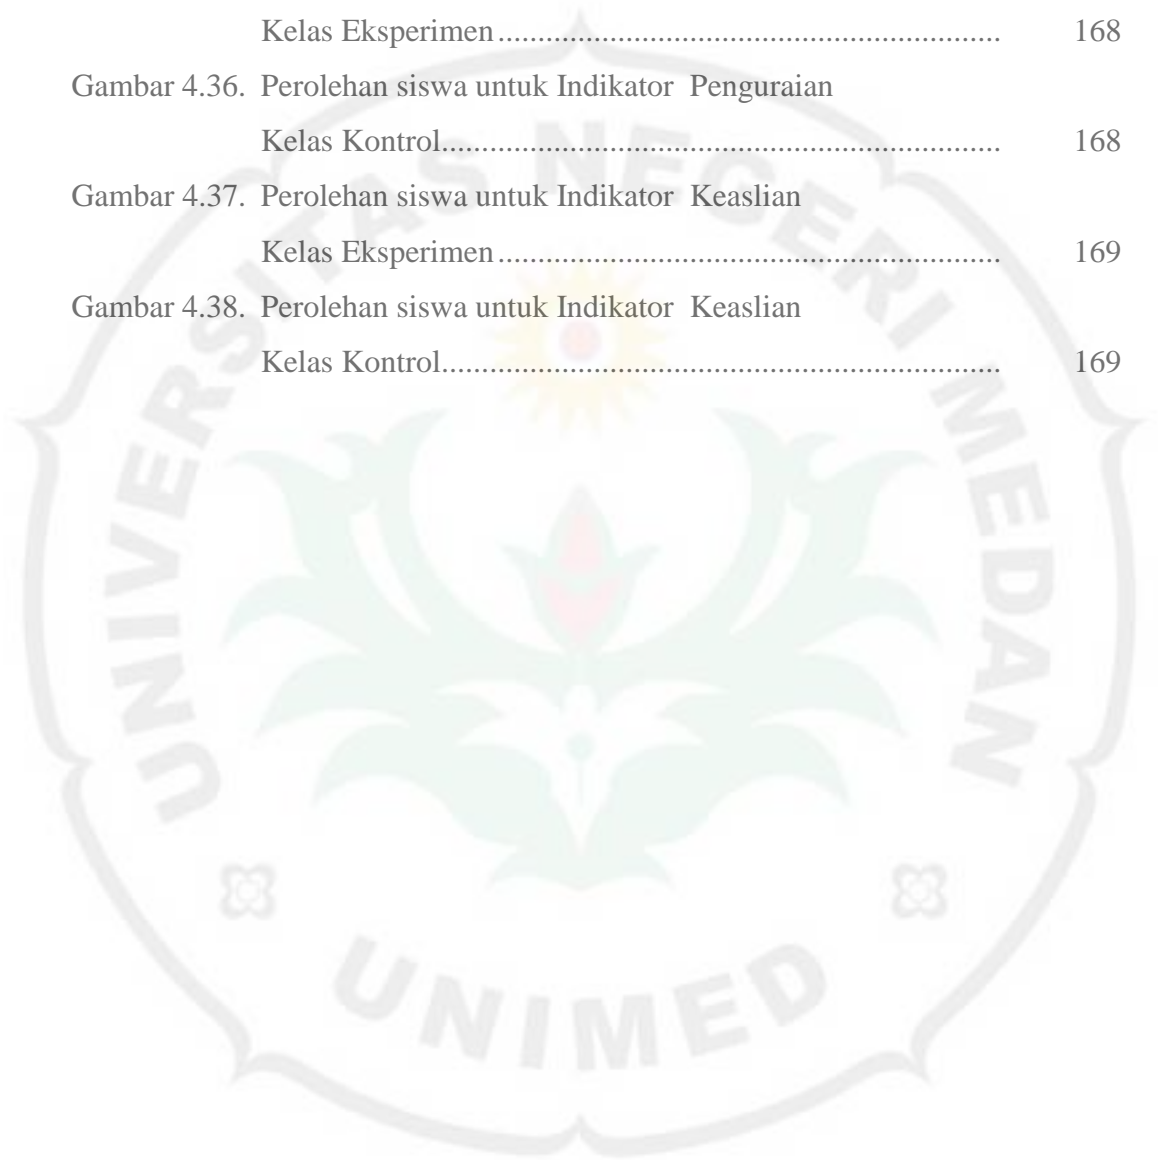 Kelas Eksperimen ............................................................... 168
Gambar 4.36. Perolehan siswa untuk Indikator Penguraian
Kelas Kontrol...................................................................... 168
Gambar 4.37. Perolehan siswa untuk Indikator Keaslian
Kelas Eksperimen ............................................................... 169
Gambar 4.38. Perolehan siswa untuk Indikator Keaslian
Kelas Kontrol...................................................................... 169
UNIVERSITAS NEGERI MEDAN
UNIMED